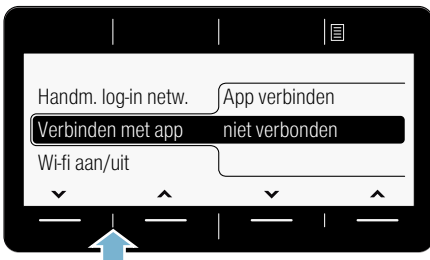 Handm. log-in netw.
App verbinden
Verbinden met app
niet verbonden
Wi-fi aan/uit